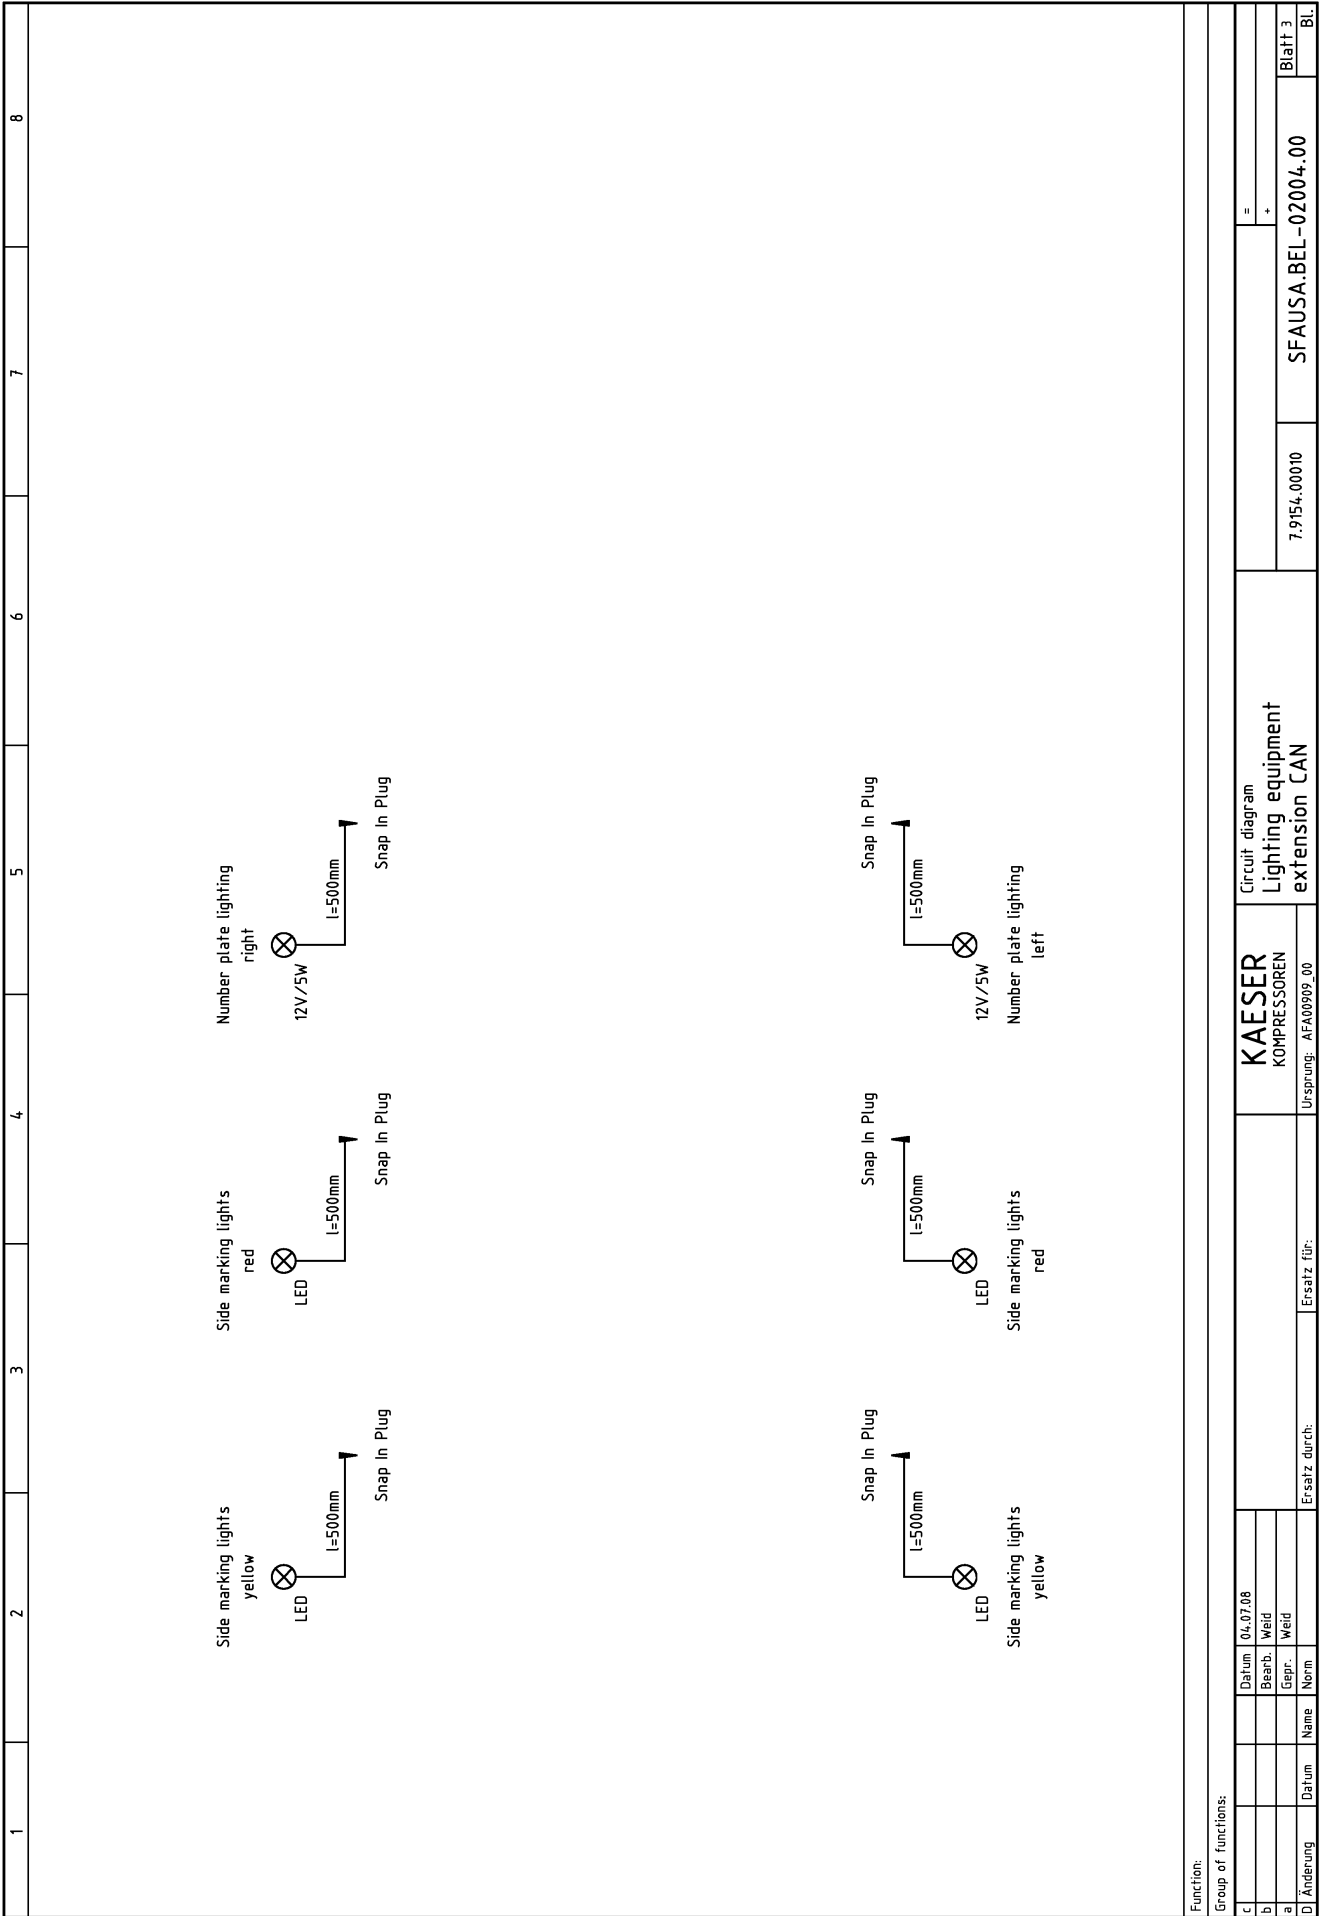 1
2
3
4
5
6
7
8
Side marking lights
yellow
LED
l=500mm
Snap In Plug
Side marking lights
red
LED
l=500mm
Snap In Plug
Number plate lighting
right
12V/5W
l=500mm
Snap In Plug
Snap In Plug
l=500mm
LED
Side marking lights
yellow
Snap In Plug
l=500mm
LED
Side marking lights
red
Snap In Plug
l=500mm
12V/5W
Number plate lighting
left
Function:
Group of functions:
c
b
a
D Änderung Datum Name Norm
Datum 04.07.08
Bearb. Weid
Gepr. Weid
Ersatz durch:
Ersatz für:
KAESER
KOMPRESSOREN
Ursprung: AFA00909_00
Circuit diagram
Lighting equipment
extension CAN
7.9154.00010
=
+
SFAUSA.BEL-02004.00
Blatt 3
Bl.